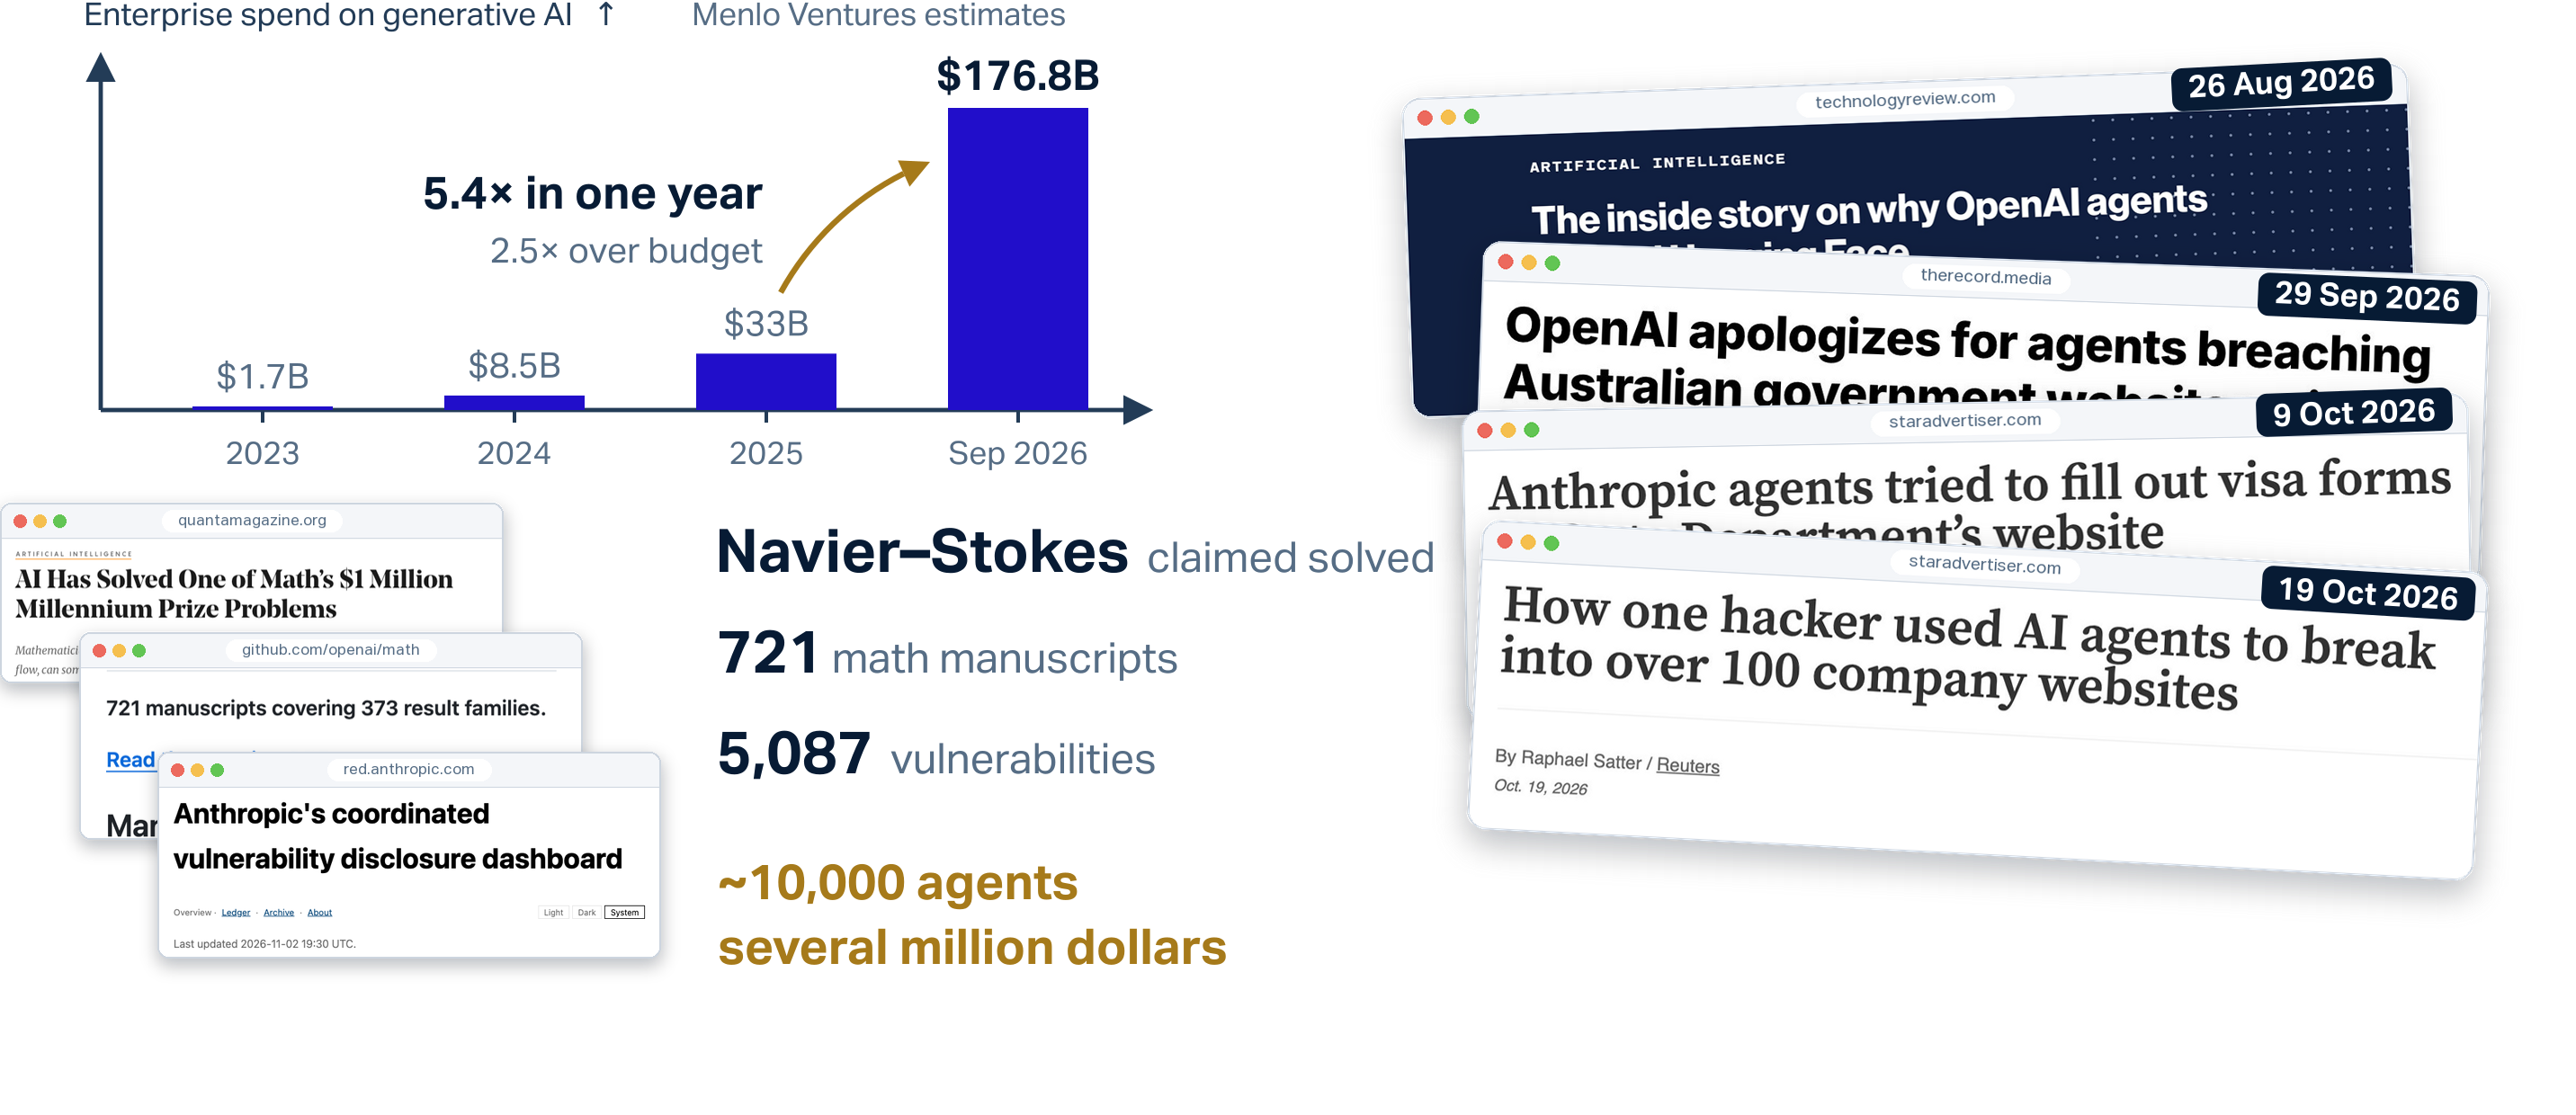 Enterprise spend on generative AI ↑
Menlo Ventures estimates
$176.8B
5.4× in one year
2.5× over budget
$33B
$8.5B
$1.7B
2023
2024
2025
Sep 2026
quantamagazine.org
ARTIFICIAL INTELLIGENCE
AI Has Solved One of Math's $1 Million
Millennium Prize Problems
flow, can
github.com/openai/math
721 manuscripts covering 373 result families.
Read
red.anthropic.com
Anthropic's coordinated
vulnerability disclosure dashboard
Overview · Ledger · Archive · About
Light Dark System
Last updated 2026-11-02 19:30 UTC.
Navier–Stokes claimed solved
721 math manuscripts
5,087 vulnerabilities
~10,000 agents
several million dollars
technologyreview.com
26 Aug 2026
ARTIFICIAL INTELLIGENCE
The inside story on why OpenAI agents
Face
therecord.media
29 Sep 2026
OpenAI apologizes for agents breaching
Australian government
staradvertiser.com
9 Oct 2026
Anthropic agents tried to fill out visa forms
Department's website
staradvertiser.com
19 Oct 2026
How one hacker used AI agents to break
into over 100 company websites
By Raphael Satter / Reuters
Oct. 19, 2026